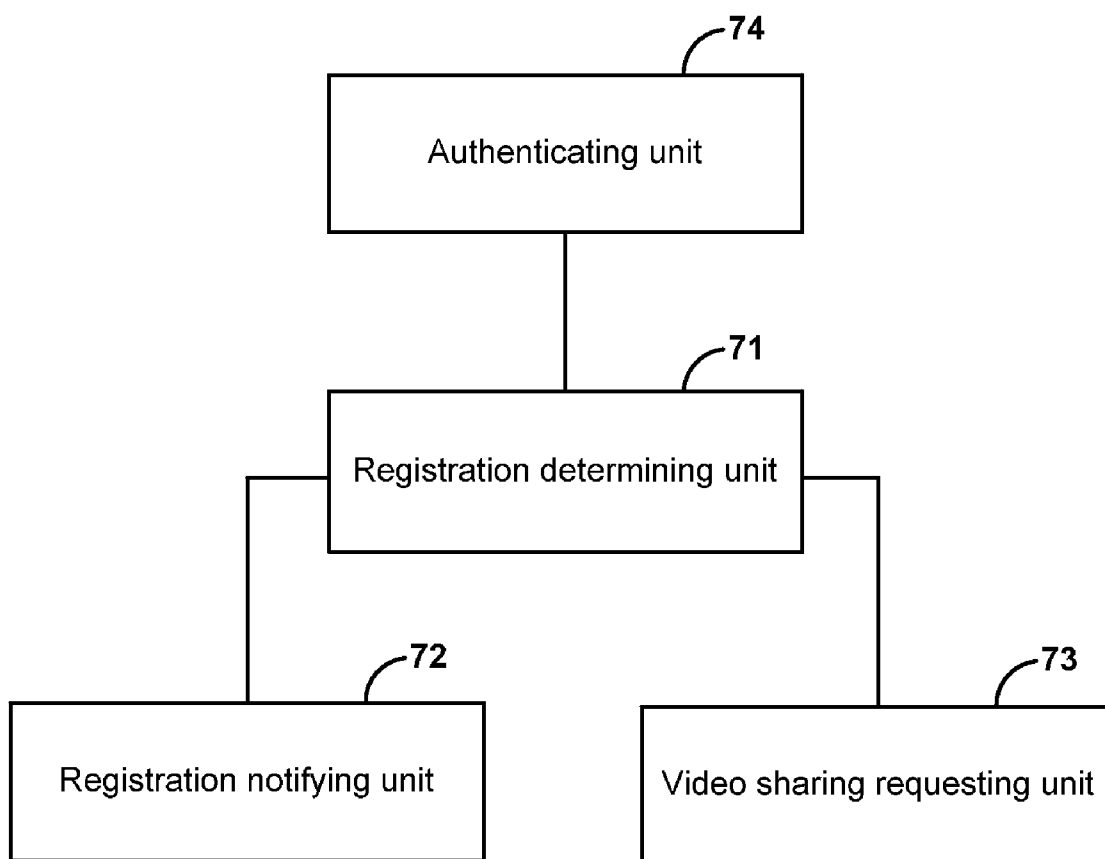 74
Authenticating unit
71
Registration determining unit
72
73
Registration notifying unit
Video sharing requesting unit